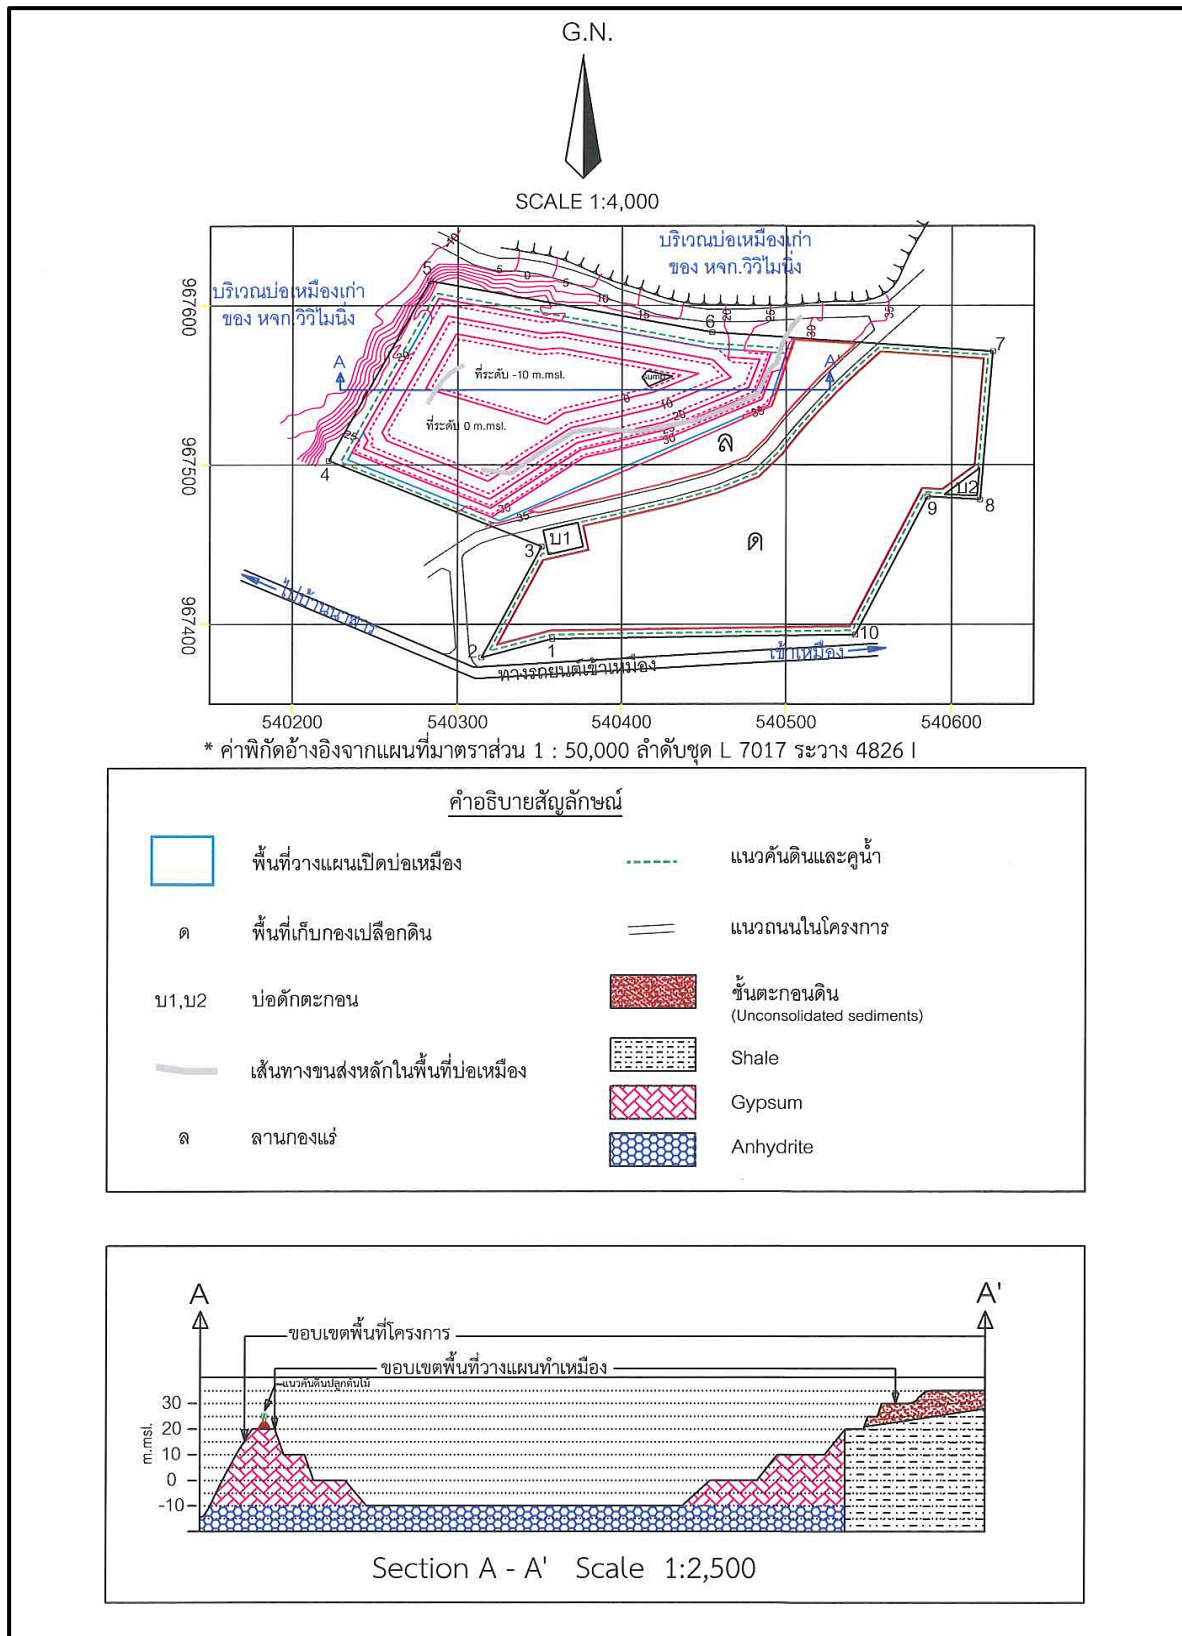 G.N.
SCALE 1:4,000
บริเวณบ่อเหมืองเก่า
ของ หจก.วิวิไมนิ่ง
บริเวณบ่อเหมืองเก่า
ของ หจก.วิวิไมนิ่ง
-10
5
5
0
5
10
15
20
25
30
35
6
7
967600
A
A'
20
ที่ระดับ -10 m.msl.
sump
0
10
20
30
35
ที่ระดับ 0 m.msl.
25
ล
4
967500
35
35
บ2
9
8
3
บ1
ด
ไปบ้านนาสาร
967400
2
1
10
ทางรถยนต์เข้าเหมือง
เข้าเหมือง
540200
540300
540400
540500
540600
* ค่าพิกัดอ้างอิงจากแผนที่มาตราส่วน 1 : 50,000 ลำดับชุด L 7017 ระวาง 4826 I
คำอธิบายสัญลักษณ์
พื้นที่วางแผนเปิดบ่อเหมือง
แนวคันดินและคูน้ำ
ด พื้นที่เก็บกองเปลือกดิน
แนวถนนในโครงการ
บ1,บ2 บ่อดักตะกอน
ชั้นตะกอนดิน
(Unconsolidated sediments)
Shale
เส้นทางขนส่งหลักในพื้นที่บ่อเหมือง
Gypsum
ล ลานกองแร่
Anhydrite
A
A'
ขอบเขตพื้นที่โครงการ
ขอบเขตพื้นที่วางแผนทำเหมือง
แนวคันดินปลูกต้นไม้
m.msl.
30
20
10
0
-10
Section A - A' Scale 1:2,500